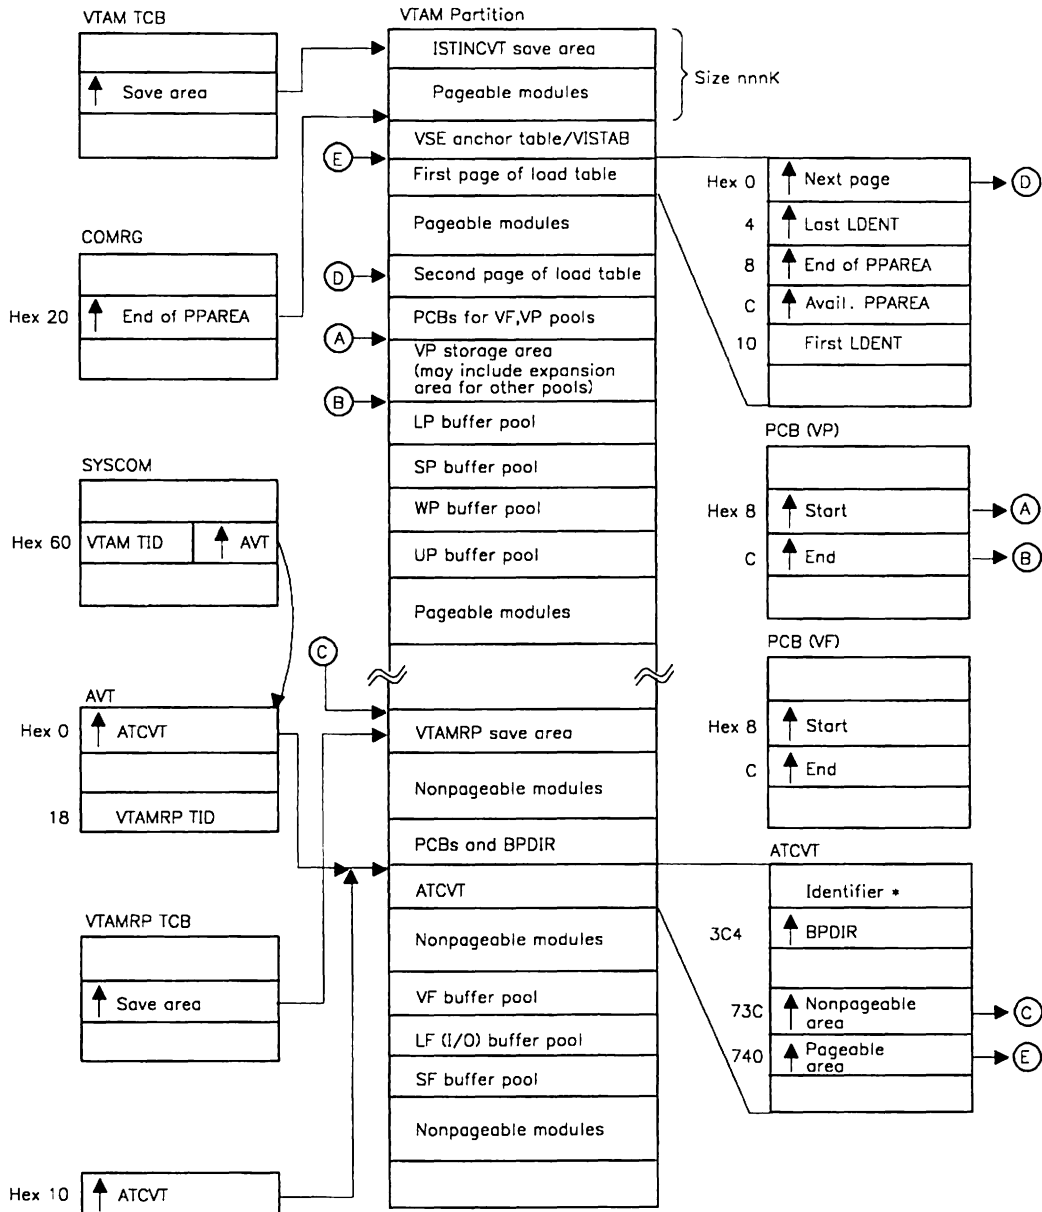 VTAM TCB
Save area
COMRG
Hex 20
End of PPAREA
SYSCOM
Hex 60
VTAM TID
AVT
AVT
Hex 0
ATCVT
18
VTAMRP TID
VTAMRP TCB
Save area
Hex 10
ATCVT
VTAM Partition
ISTINCVT save area
Pageable modules
Size nnnK
VSE anchor table/VISTAB
E
First page of load table
Pageable modules
D
Second page of load table
PCBs for VF,VP pools
A
VP storage area
(may include expansion
area for other pools)
B
LP buffer pool
SP buffer pool
WP buffer pool
UP buffer pool
Pageable modules
C
VTAMRP save area
Nonpageable modules
PCBs and BPDIR
ATCVT
Nonpageable modules
VF buffer pool
LF (I/O) buffer pool
SF buffer pool
Nonpageable modules
Hex 0
Next page
D
4
Last LDENT
8
End of PPAREA
C
Avail. PPAREA
10
First LDENT
PCB (VP)
Hex 8
Start
A
C
End
B
PCB (VF)
Hex 8
Start
C
End
ATCVT
Identifier *
3C4
BPDIR
73C
Nonpageable
area
C
740
Pageable
area
E